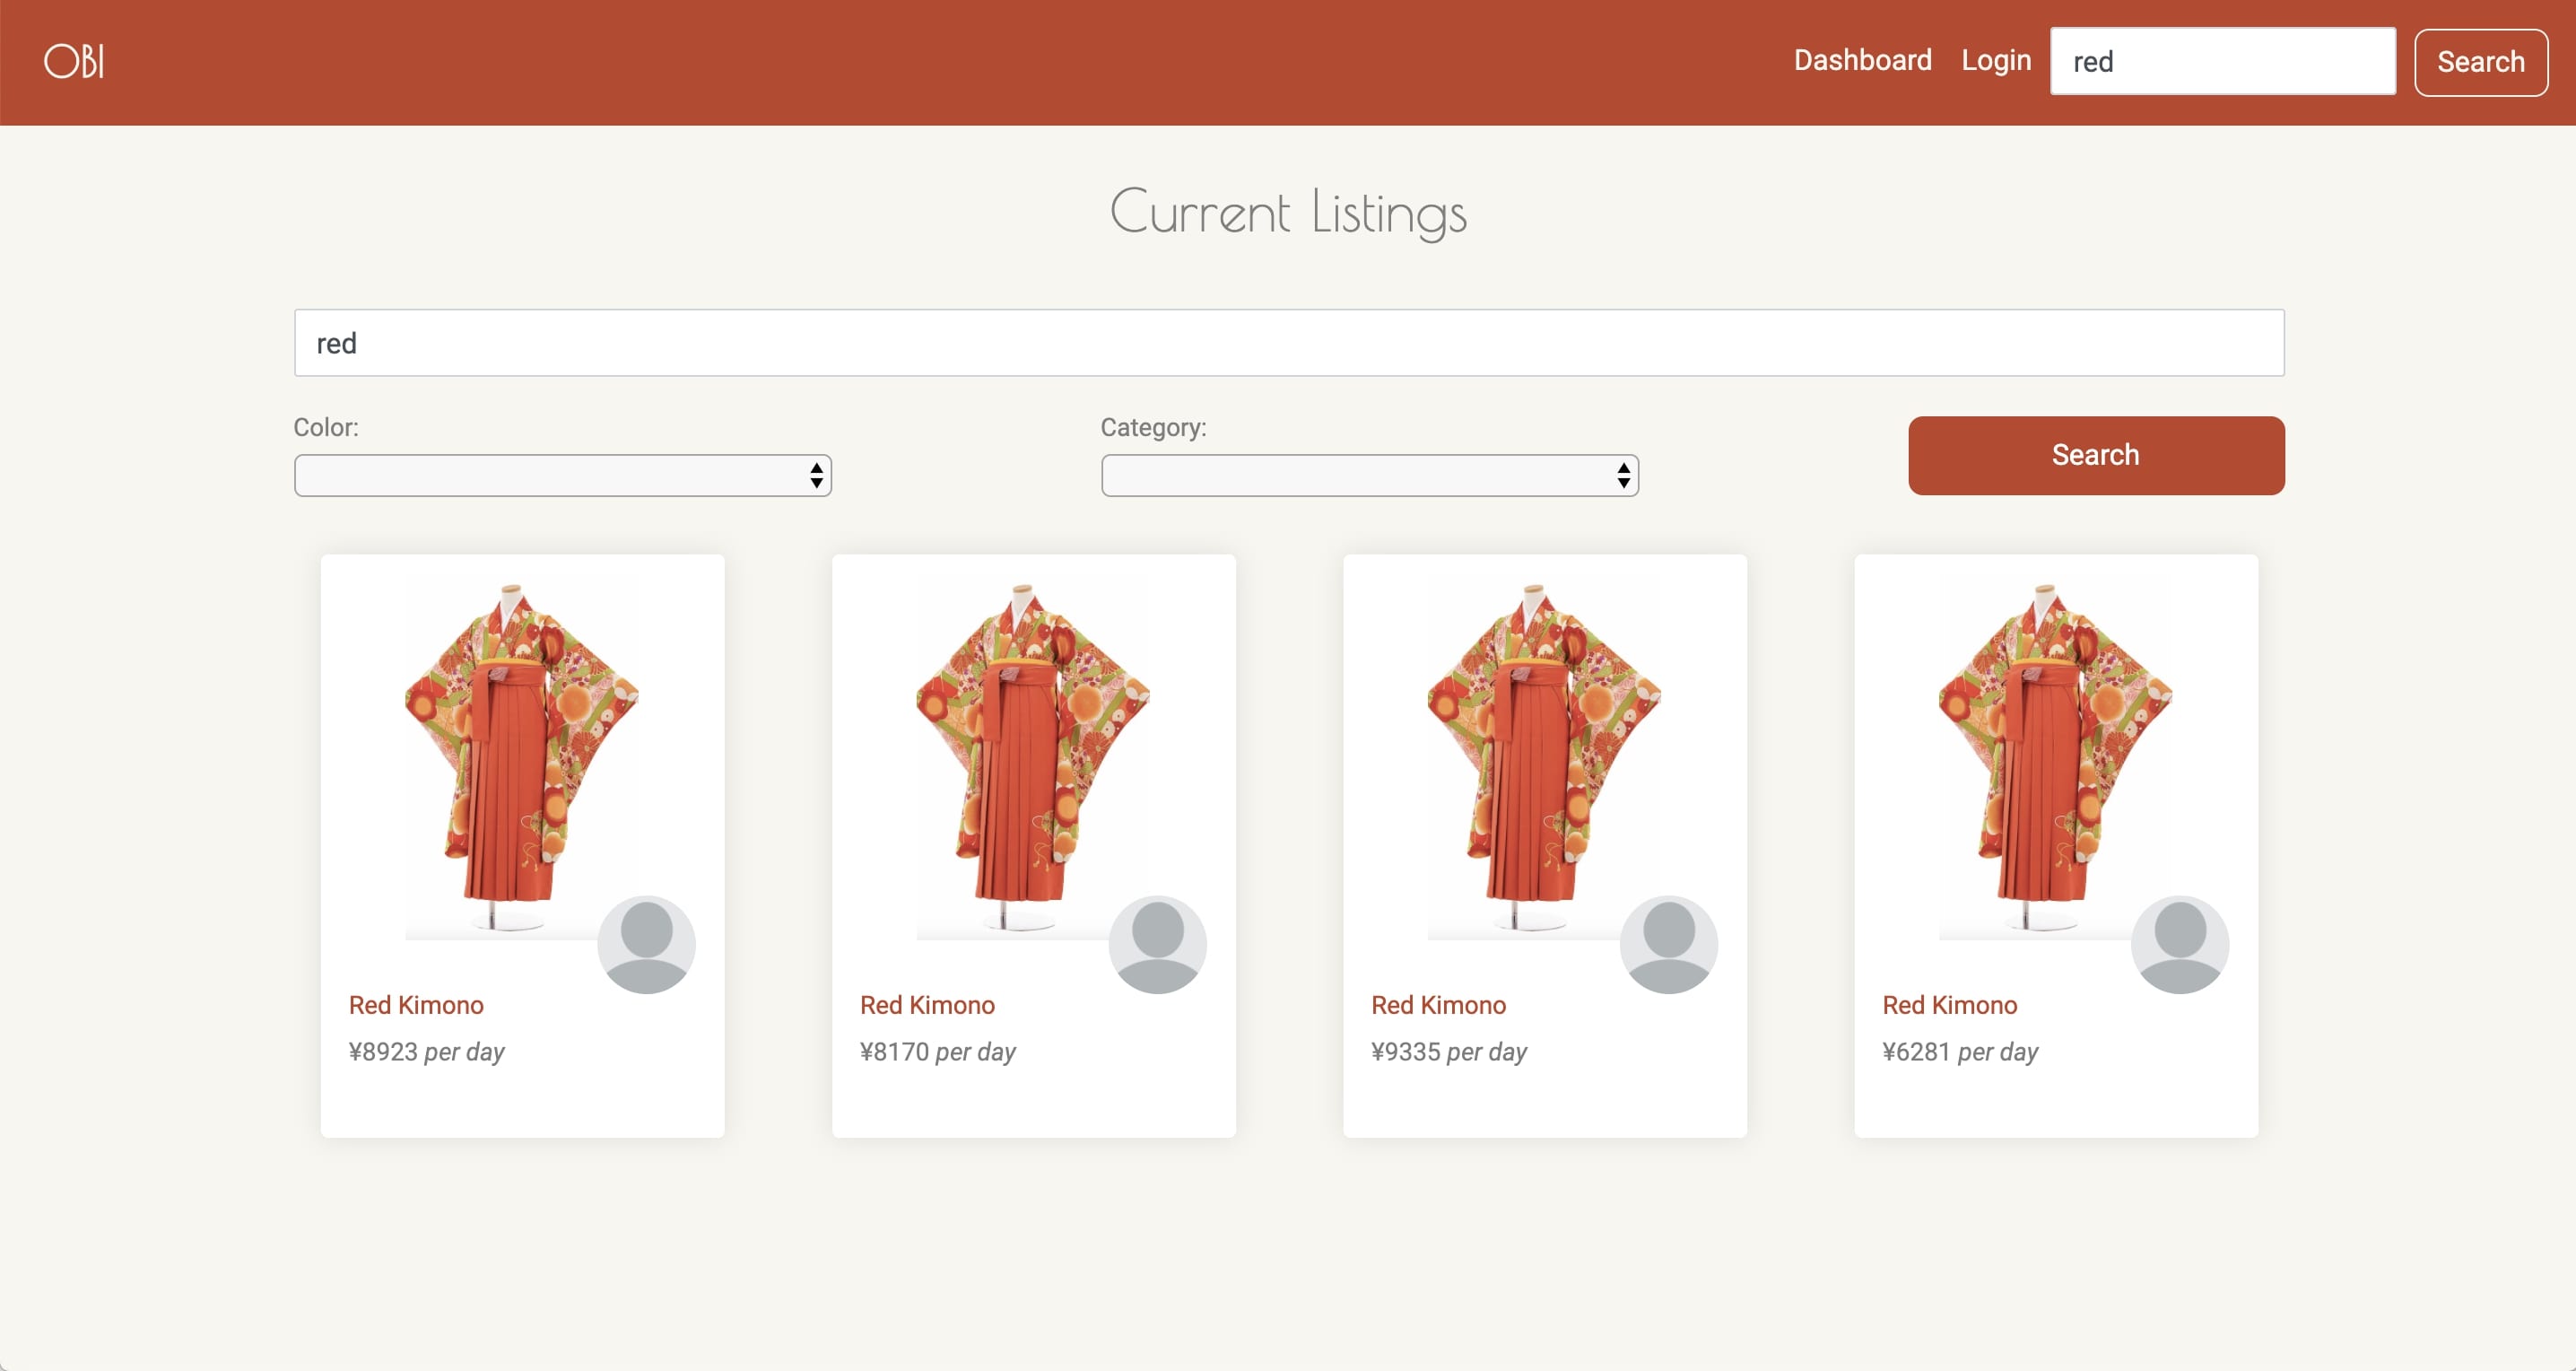 OBI
Dashboard Login red Search
Current Listings
red
Color:
Category:
Search
Red Kimono
¥8923 per day
Red Kimono
¥8170 per day
Red Kimono
¥9335 per day
Red Kimono
¥6281 per day